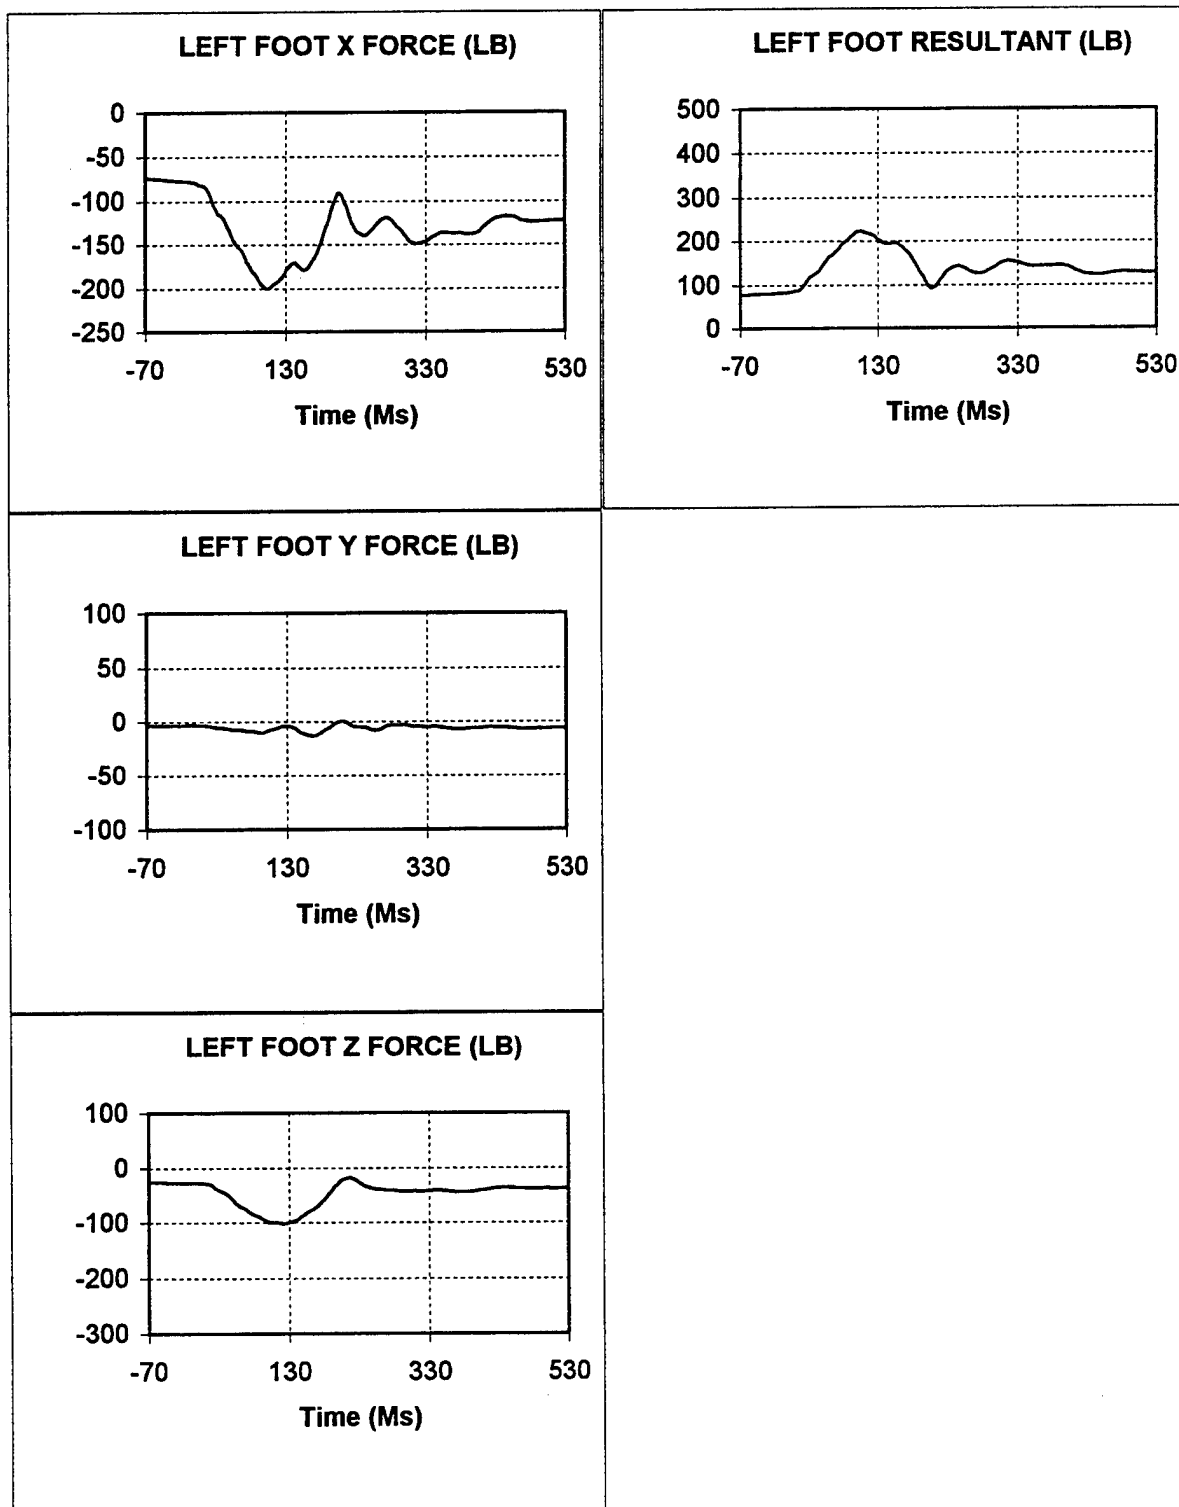 LEFT FOOT X FORCE (LB)
0
-50
-100
-150
-200
-250
-70 130 330 530
Time (Ms)
LEFT FOOT RESULTANT (LB)
500
400
300
200
100
0
-70 130 330 530
Time (Ms)
LEFT FOOT Y FORCE (LB)
100
50
0
-50
-100
-70 130 330 530
Time (Ms)
LEFT FOOT Z FORCE (LB)
100
0
-100
-200
-300
-70 130 330 530
Time (Ms)